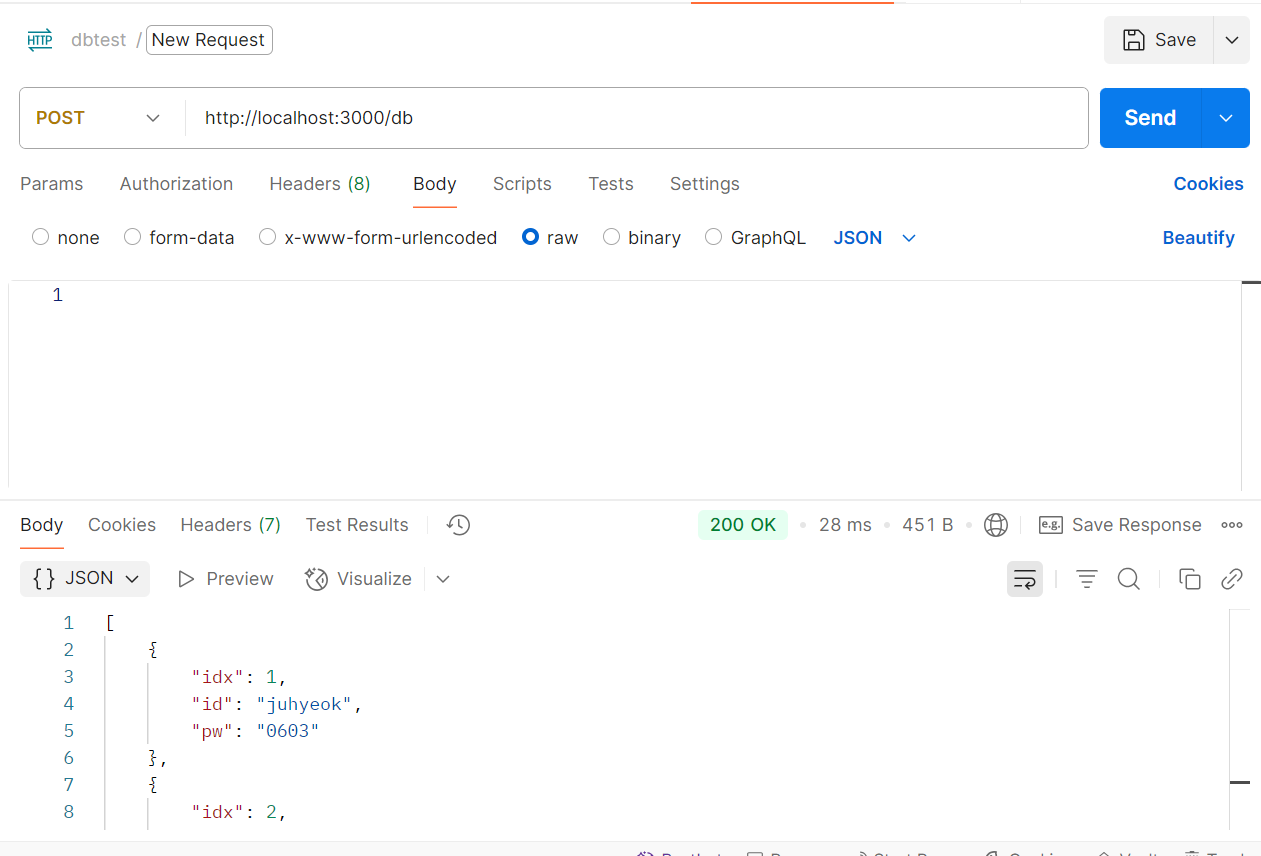 HTTP dbtest / New Request Save
POST http://localhost:3000/db Send
Params Authorization Headers (8) Body Scripts Tests Settings Cookies
none form-data x-www-form-urlencoded raw binary GraphQL JSON Beautify
1
Body Cookies Headers (7) Test Results 200 OK • 28 ms • 451 B • e.g. Save Response
{} JSON Preview Visualize
1 [
2 {
3 "idx": 1,
4 "id": "juhyeok",
5 "pw": "0603"
6 },
7 {
8 "idx": 2,